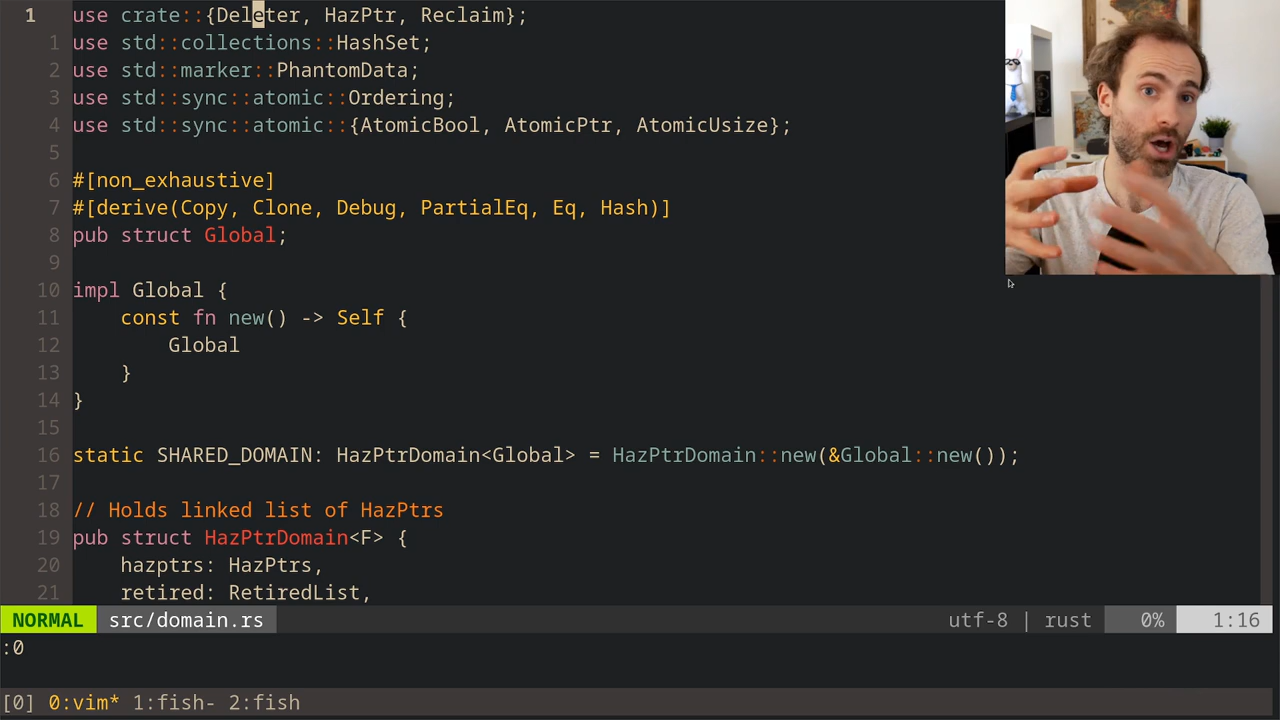 1 use crate::{Deleter, HazPtr, Reclaim};
1 use std::collections::HashSet;
2 use std::marker::PhantomData;
3 use std::sync::atomic::Ordering;
4 use std::sync::atomic::{AtomicBool, AtomicPtr, AtomicUsize};
5
6 #[non_exhaustive]
7 #[derive(Copy, Clone, Debug, PartialEq, Eq, Hash)]
8 pub struct Global;
9
10 impl Global {
11     const fn new() -> Self {
12         Global
13     }
14 }
15
16 static SHARED_DOMAIN: HazPtrDomain<Global> = HazPtrDomain::new(&Global::new());
17
18 // Holds linked list of HazPtrs
19 pub struct HazPtrDomain<F> {
20     hazptrs: HazPtrs,
21     retired: RetiredList,
NORMAL src/domain.rs utf-8 | rust 0% 1:16
:0
[0] 0:vim* 1:fish- 2:fish